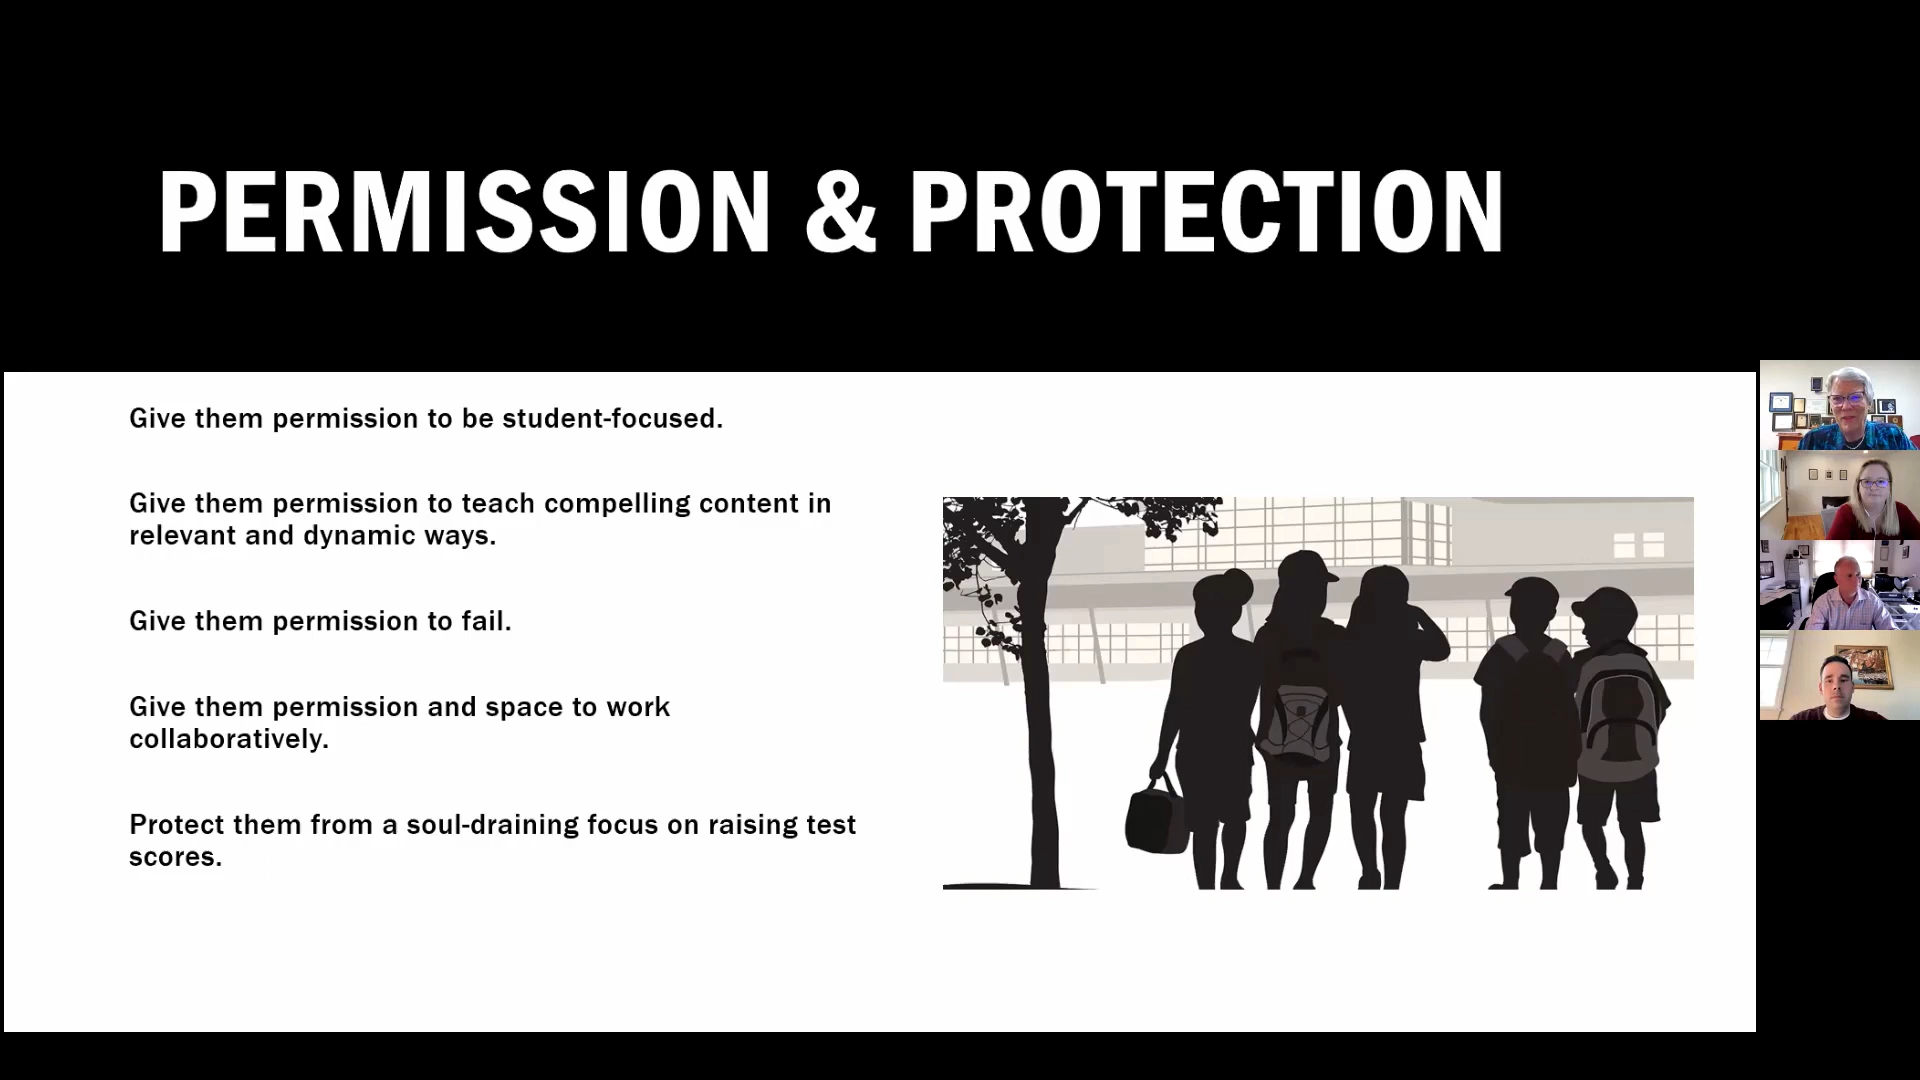 PERMISSION & PROTECTION
Give them permission to be student-focused.
Give them permission to teach compelling content in
relevant and dynamic ways.
Give them permission to fail.
Give them permission and space to work
collaboratively.
Protect them from a soul-draining focus on raising test
scores.